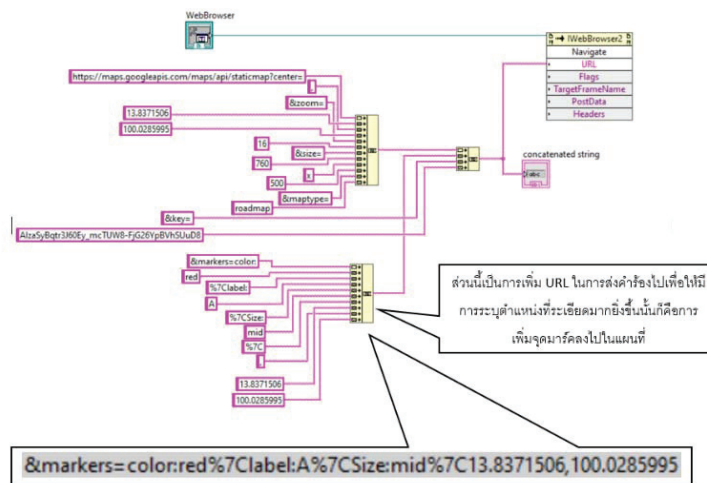 WebBrowser
IWebBrowser2
Navigate
URL
Flags
TargetFrameName
PostData
Headers
https://maps.googleapis.com/maps/api/staticmap?center=
,
&zoom=
13.8371506
100.0285995
16
&size=
760
x
500
&maptype=
roadmap
concatenated string
&key=
&markers=color:
red
%7Clabel:
A
%7CSize:
mid
%7C
,
13.8371506
100.0285995
ส่วนนี้เป็นการเพิ่ม URL ในการส่งคำร้องไปเพื่อให้มี
การระบุตำแหน่งที่ระเอียดมากยิ่งขึ้นนั้นก็คือการ
เพิ่มจุดมาร์คลงไปในแผนที่
&markers=color:red%7Clabel:A%7CSize:mid%7C13.8371506,100.0285995